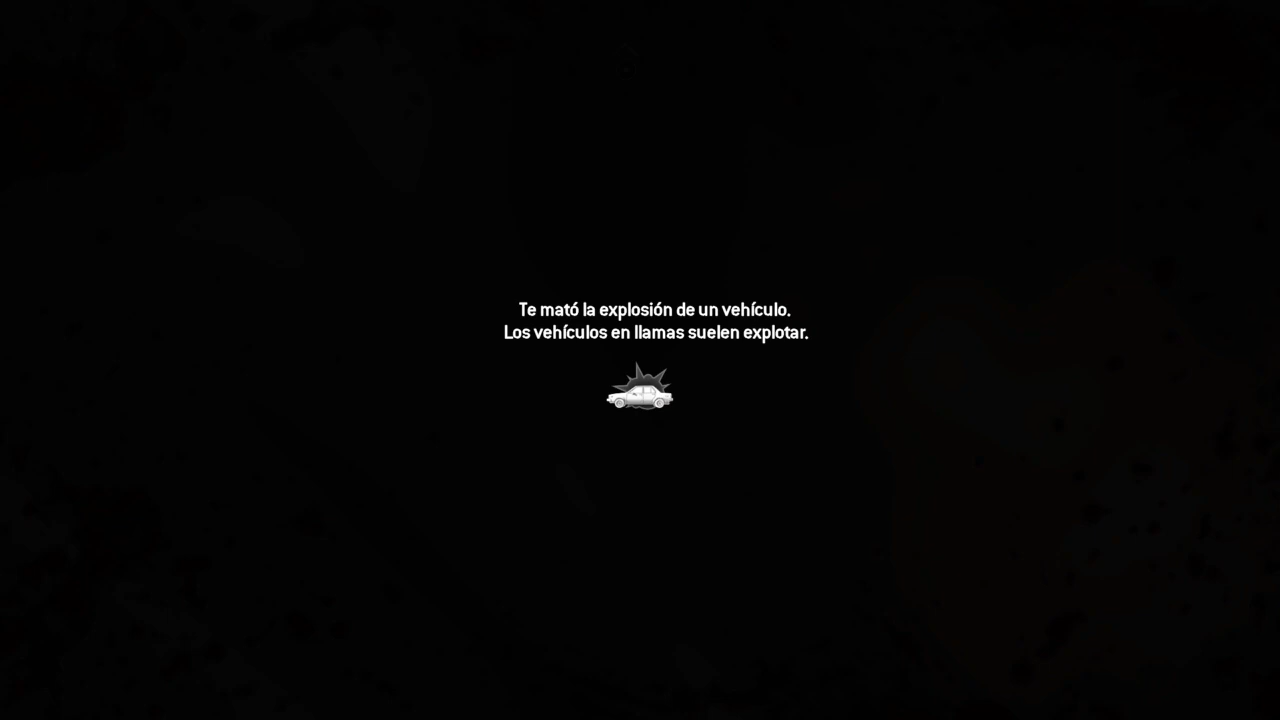 Te mató la explosión de un vehículo.
Los vehículos en llamas suelen explotar.